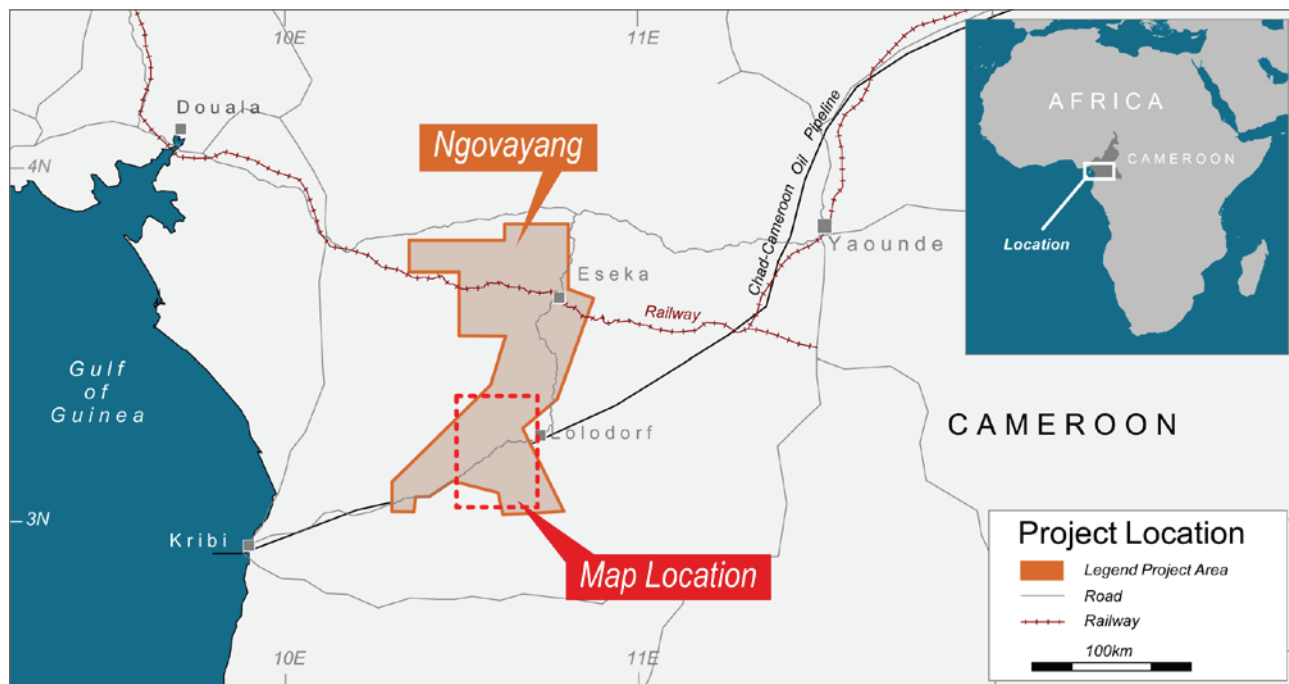 10E
11E
Douala
4N
Ngovayang
Chad-Cameroon Oil Pipeline
Yaounde
Eseka
Railway
Gulf
of
Guinea
Lolodorf
CAMEROON
3N
Kribi
Map Location
10E
11E
AFRICA
CAMEROON
Location
Project Location
Legend Project Area
Road
Railway
100km